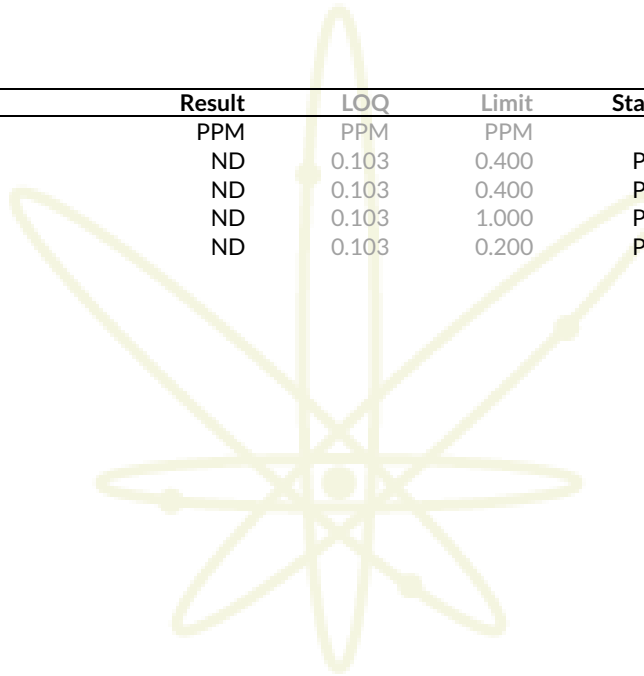 Result LOQ Limit Sta
PPM PPM PPM
ND 0.103 0.400 P
ND 0.103 0.400 P
ND 0.103 1.000 P
ND 0.103 0.200 P